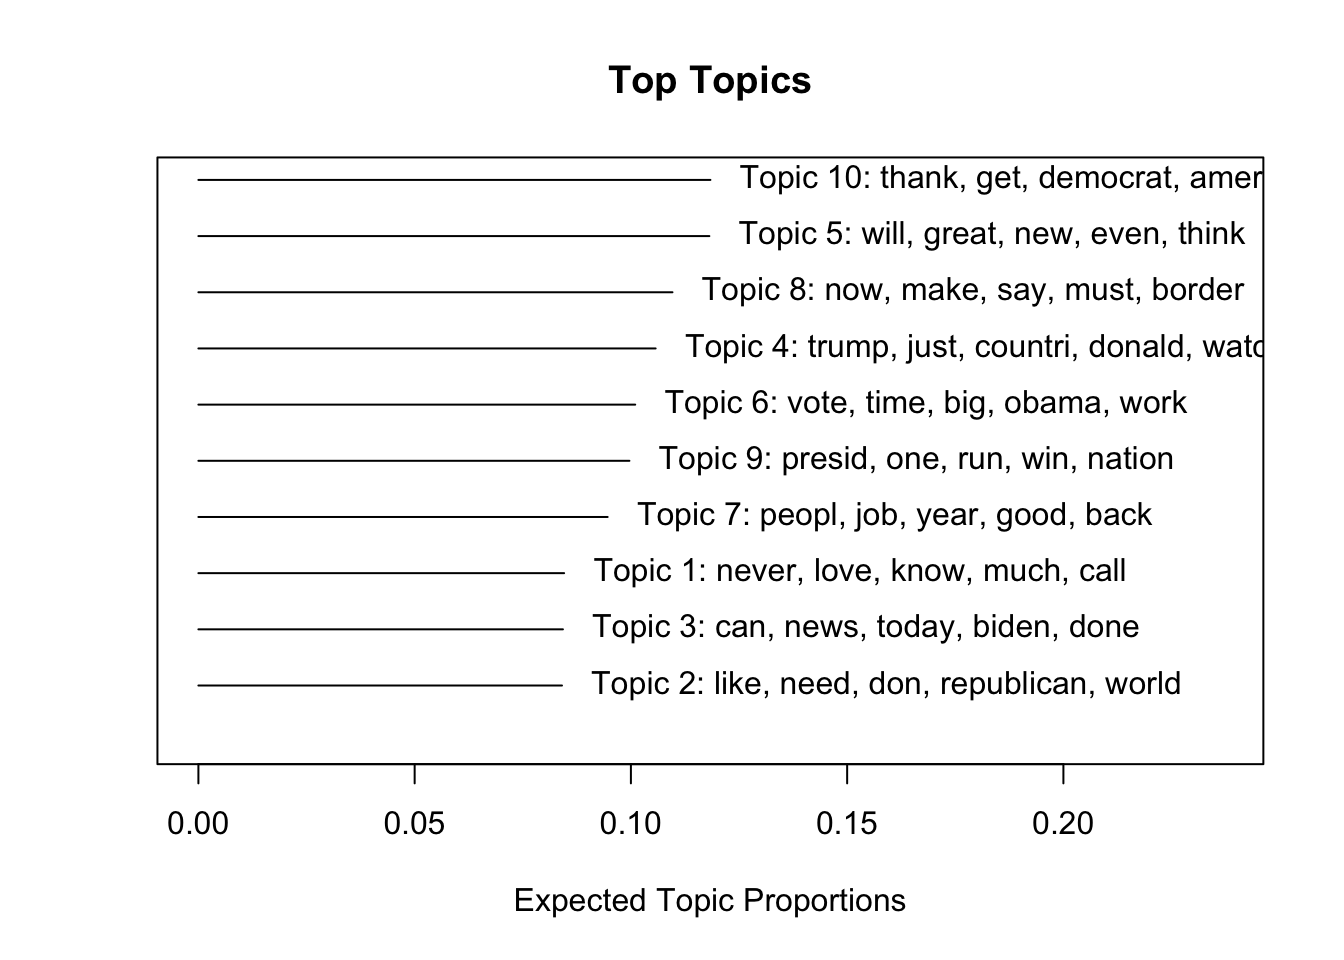 Top Topics
Topic 10: thank, get, democrat, amer
Topic 5: will, great, new, even, think
Topic 8: now, make, say, must, border
Topic 4: trump, just, countri, donald, watc
Topic 6: vote, time, big, obama, work
Topic 9: presid, one, run, win, nation
Topic 7: peopl, job, year, good, back
Topic 1: never, love, know, much, call
Topic 3: can, news, today, biden, done
Topic 2: like, need, don, republican, world
0.00 0.05 0.10 0.15 0.20
Expected Topic Proportions